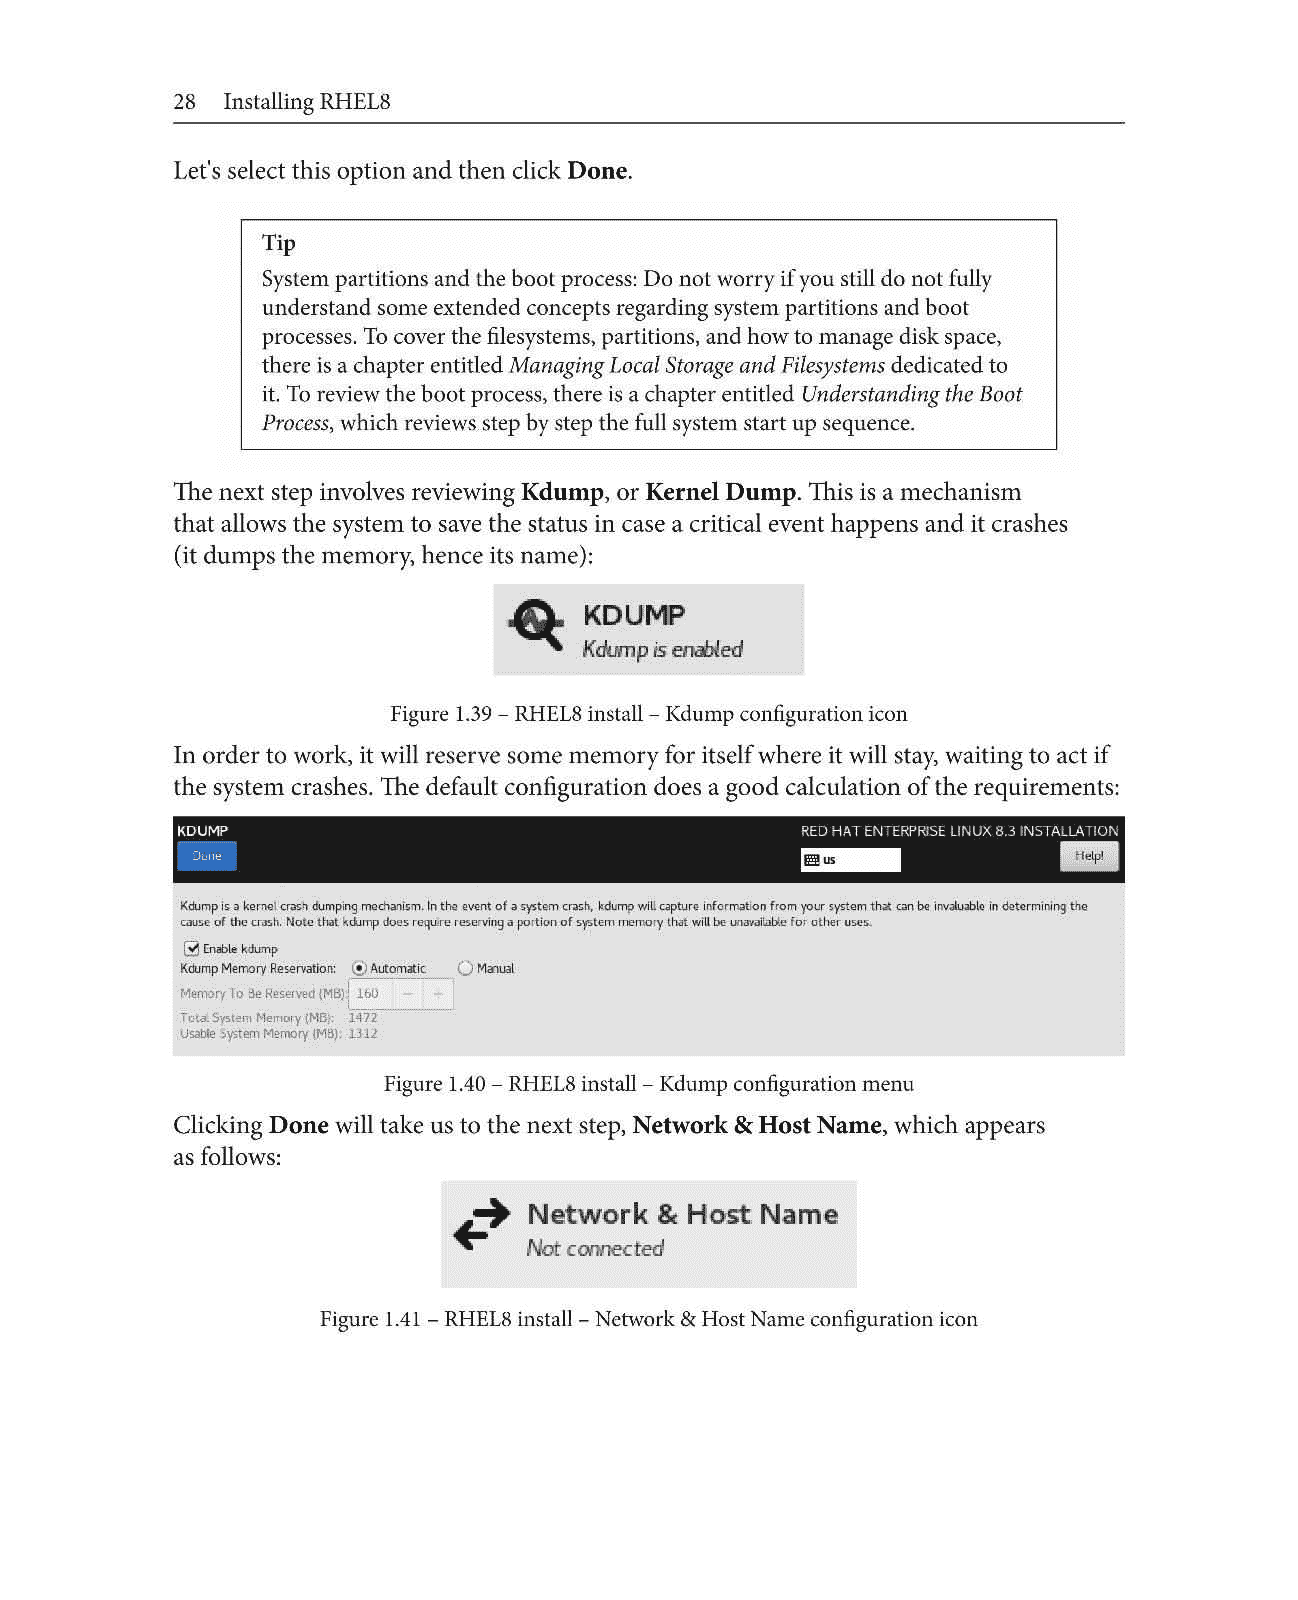 28 Installing RHEL8
Let's select this option and then click Done.
Tip
System partitions and the boot process: Do not worry if you still do not fully
understand some extended concepts regarding system partitions and boot
processes. To cover the filesystems, partitions, and how to manage disk space,
there is a chapter entitled Managing Local Storage and Filesystems dedicated to
it. To review the boot process, there is a chapter entitled Understanding the Boot
Process, which reviews step by step the full system start up sequence.
The next step involves reviewing Kdump, or Kernel Dump. This is a mechanism
that allows the system to save the status in case a critical event happens and it crashes
(it dumps the memory, hence its name):
KDUMP
Kdump is enabled
Figure 1.39 – RHEL8 install – Kdump configuration icon
In order to work, it will reserve some memory for itself where it will stay, waiting to act if
the system crashes. The default configuration does a good calculation of the requirements:
KDUMP RED HAT ENTERPRISE LINUX 8.3 INSTALLATION
Done us Help!
Kdump is a kernel crash dumping mechanism. In the event of a system crash, kdump will capture information from your system that can be invaluable in determining the
cause of the crash. Note that kdump does require reserving a portion of system memory that will be unavailable for other uses.
Enable kdump
Kdump Memory Reservation: Automatic Manual
Memory To Be Reserved (MB): 160 − +
Total System Memory (MB): 1472
Usable System Memory (MB): 1312
Figure 1.40 – RHEL8 install – Kdump configuration menu
Clicking Done will take us to the next step, Network & Host Name, which appears
as follows:
Network & Host Name
Not connected
Figure 1.41 – RHEL8 install – Network & Host Name configuration icon